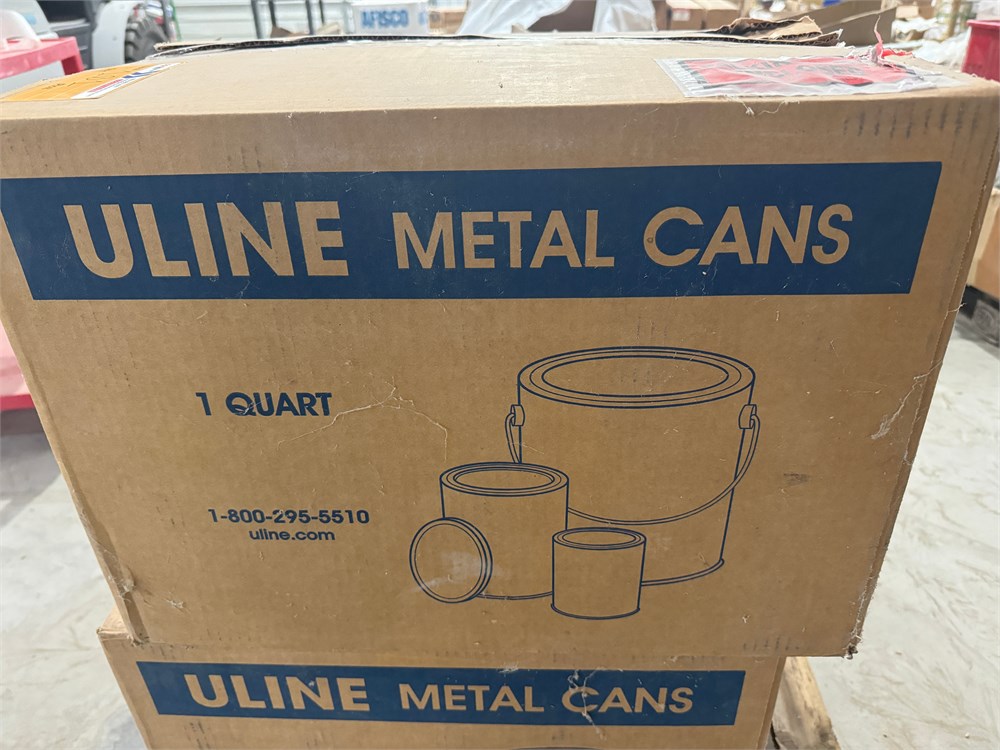 AFISCO
ULINE METAL CANS
1 QUART
1-800-295-5510
uline.com
ULINE METAL CANS